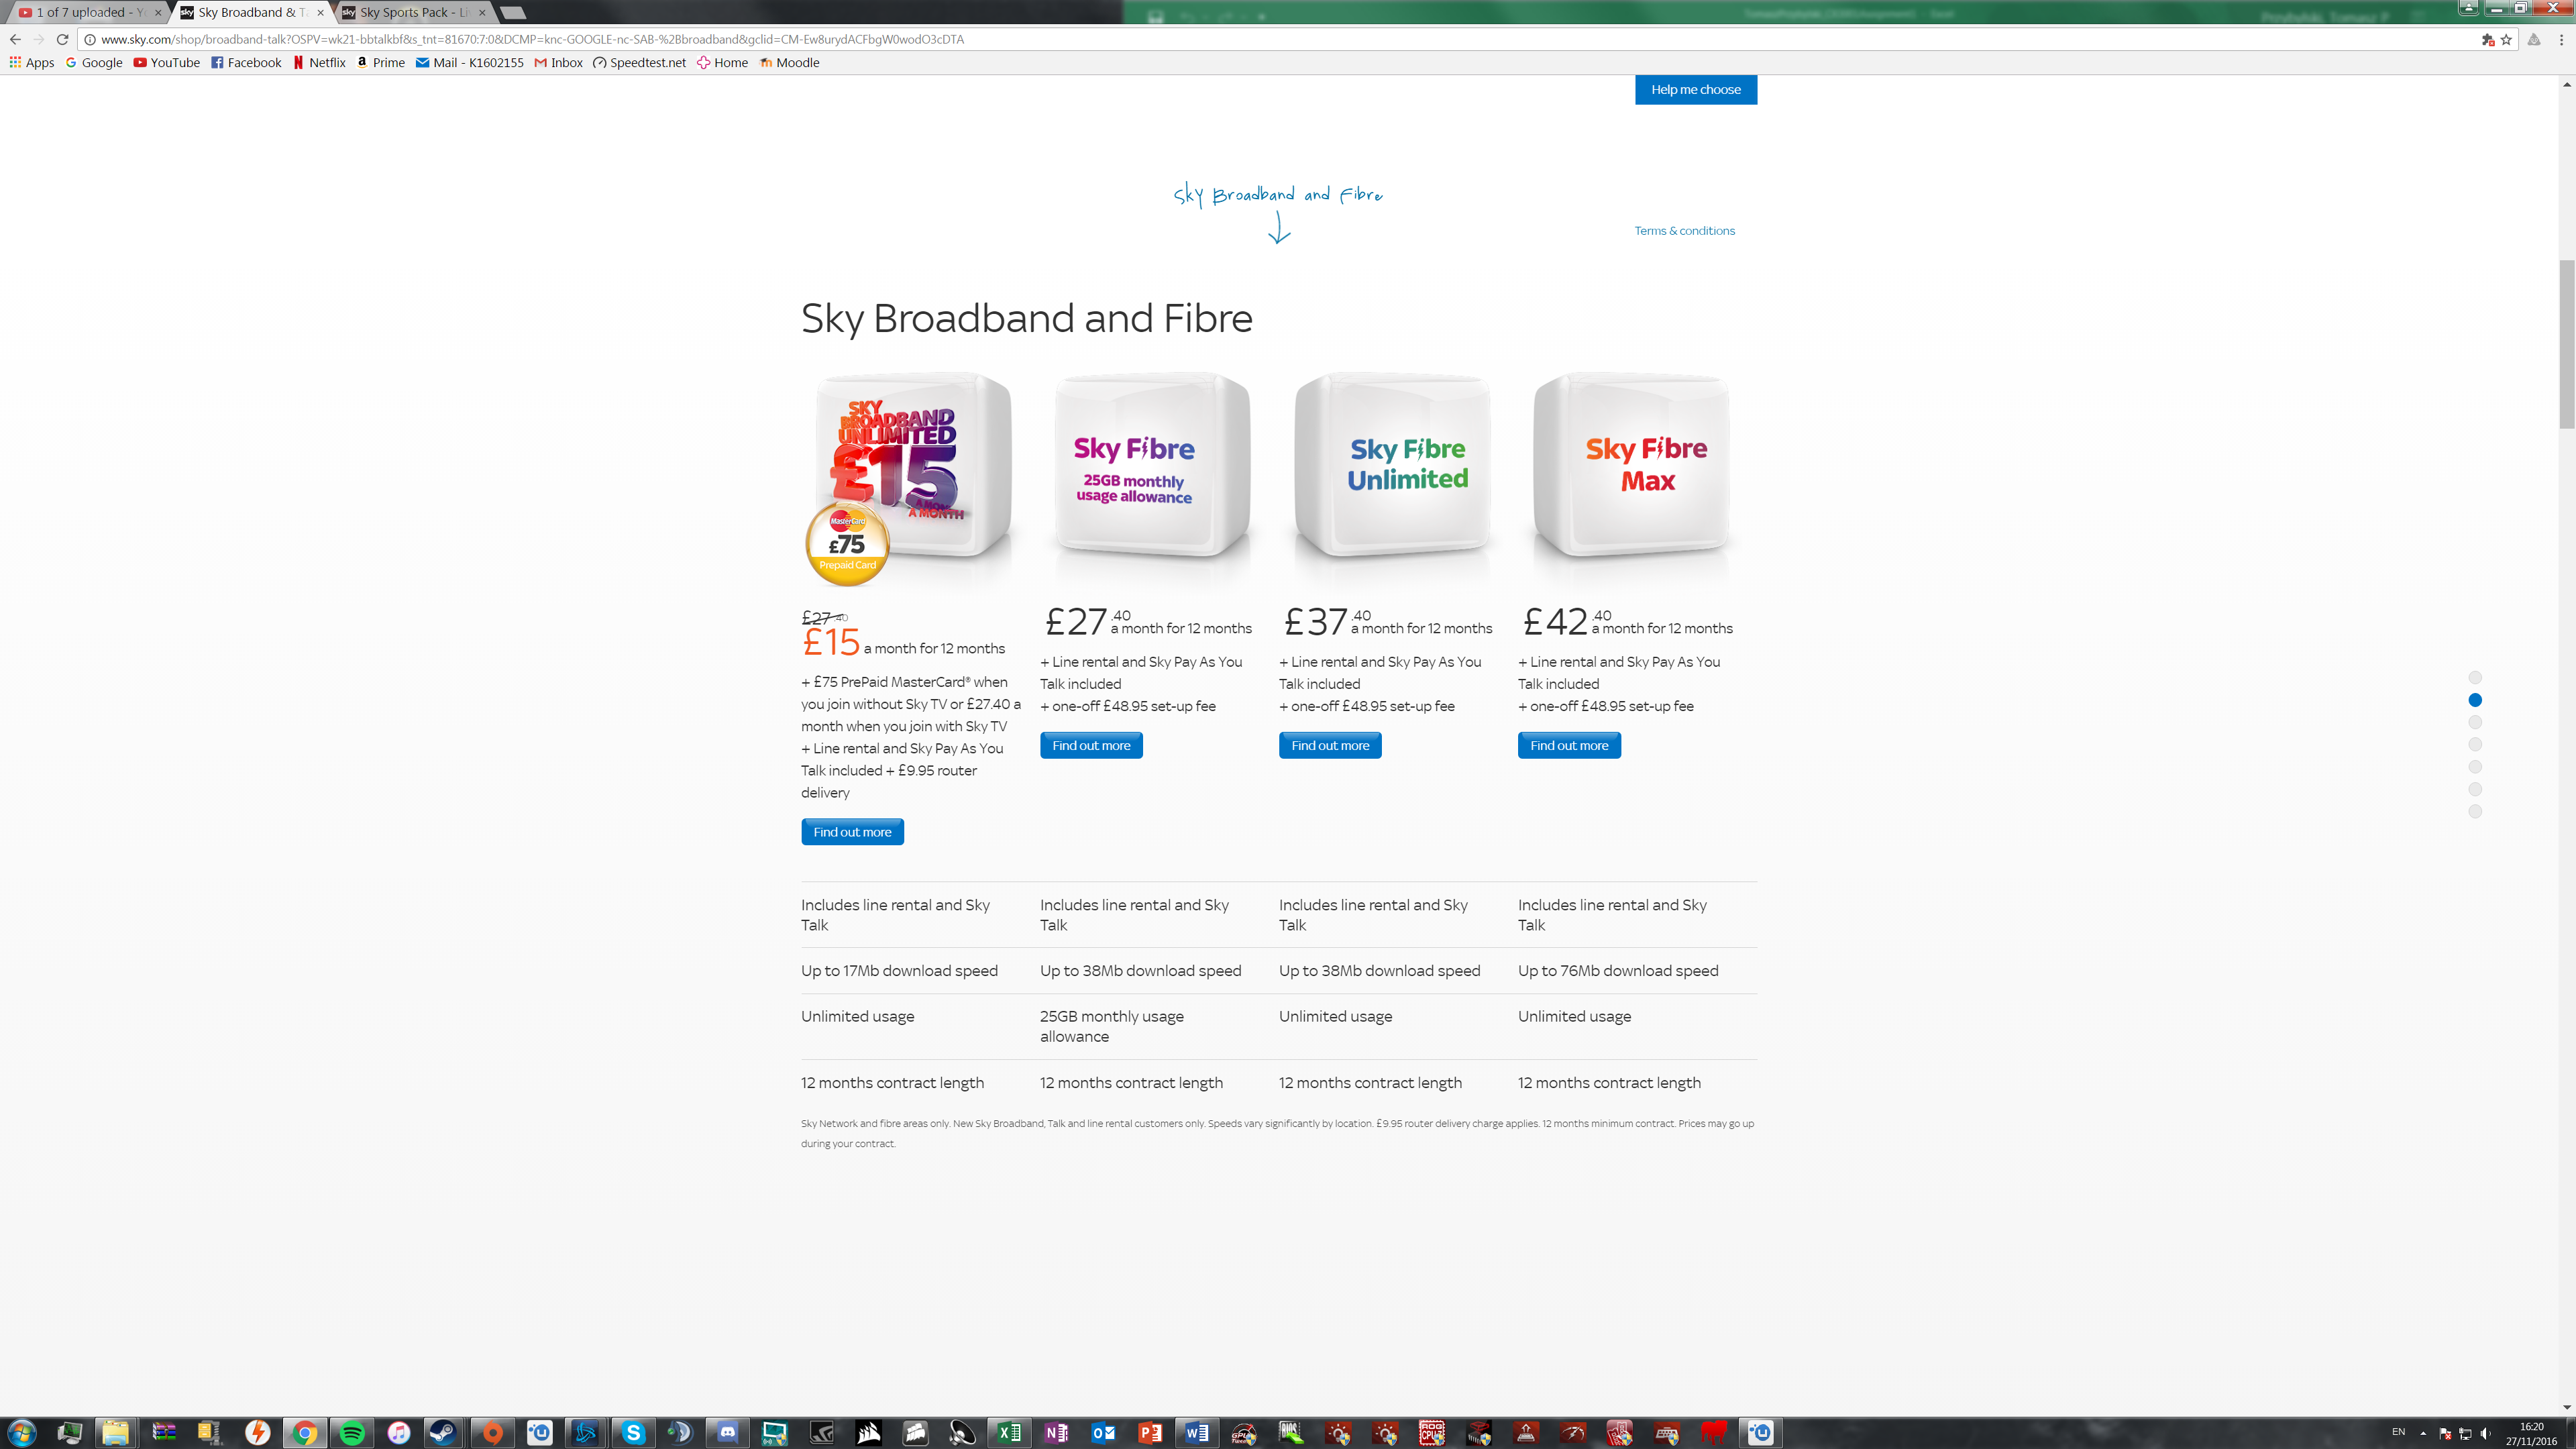 1 of 7 uploaded - Yo
Sky Broadband & Ta
Sky Sports Pack - Li
www.sky.com/shop/broadband-talk?OSPV=wk21-bbtalkbf&s_tnt=81670:7:0&DCMP=knc-GOOGLE-nc-SAB-%2Bbroadband&gclid=CM-Ew8urydACFbgW0wodO3cDTA
Apps Google YouTube Facebook Netflix Prime Mail - K1602155 Inbox Speedtest.net Home Moodle
Help me choose
Sky Broadband and Fibre
Terms & conditions
Sky Broadband and Fibre
SKY
BROADBAND
UNLIMITED
£15
A MONTH
MasterCard
£75
Prepaid Card
£27.40
£15 a month for 12 months
+ £75 PrePaid MasterCard® when
you join without Sky TV or £27.40 a
month when you join with Sky TV
+ Line rental and Sky Pay As You
Talk included + £9.95 router
delivery
Find out more
Sky Fibre
25GB monthly
usage allowance
£27.40
a month for 12 months
+ Line rental and Sky Pay As You
Talk included
+ one-off £48.95 set-up fee
Find out more
Sky Fibre
Unlimited
£37.40
a month for 12 months
+ Line rental and Sky Pay As You
Talk included
+ one-off £48.95 set-up fee
Find out more
Sky Fibre
Max
£42.40
a month for 12 months
+ Line rental and Sky Pay As You
Talk included
+ one-off £48.95 set-up fee
Find out more
Includes line rental and Sky
Talk
Includes line rental and Sky
Talk
Includes line rental and Sky
Talk
Includes line rental and Sky
Talk
Up to 17Mb download speed
Up to 38Mb download speed
Up to 38Mb download speed
Up to 76Mb download speed
Unlimited usage
25GB monthly usage
allowance
Unlimited usage
Unlimited usage
12 months contract length
12 months contract length
12 months contract length
12 months contract length
Sky Network and fibre areas only. New Sky Broadband, Talk and line rental customers only. Speeds vary significantly by location. £9.95 router delivery charge applies. 12 months minimum contract. Prices may go up
during your contract.
EN
16:20
27/11/2016